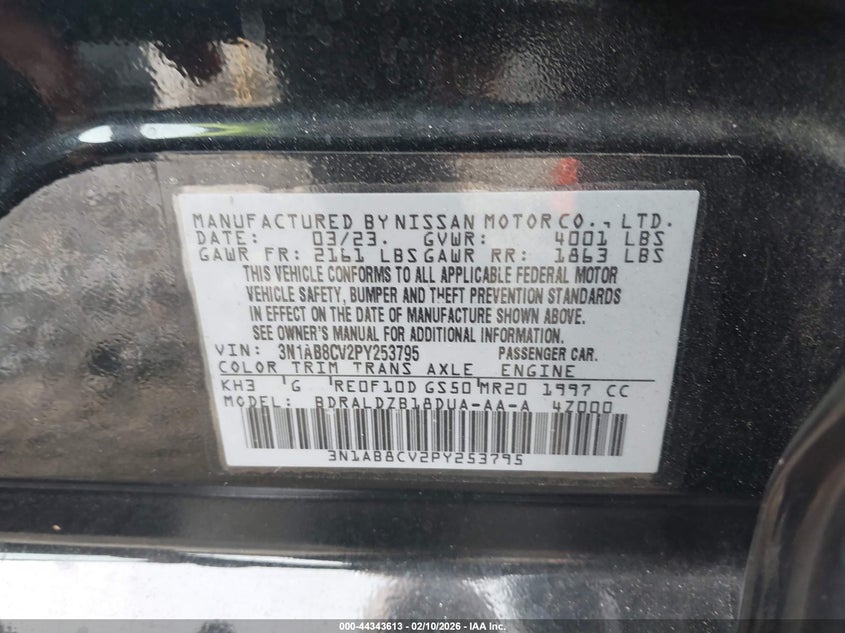 MANUFACTURED BY NISSAN MOTOR CO., LTD.
DATE: 03/23. GVWR: 4001 LBS
GAWR FR: 2161 LBS GAWR RR: 1863 LBS
THIS VEHICLE CONFORMS TO ALL APPLICABLE FEDERAL MOTOR
VEHICLE SAFETY, BUMPER AND THEFT PREVENTION STANDARDS
IN EFFECT ON THE DATE OF MANUFACTURE SHOWN ABOVE.
SEE OWNER'S MANUAL FOR ADDITIONAL INFORMATION.
VIN: 3N1AB8CV2PY253795 PASSENGER CAR.
COLOR TRIM TRANS AXLE ENGINE
KH3 G RE0F10D GS50 MR20 1997 CC
MODEL: BDRALDZB18DUA-AA-A 4Z000
3N1AB8CV2PY253795
000-44343613 - 02/10/2026 - IAA Inc.